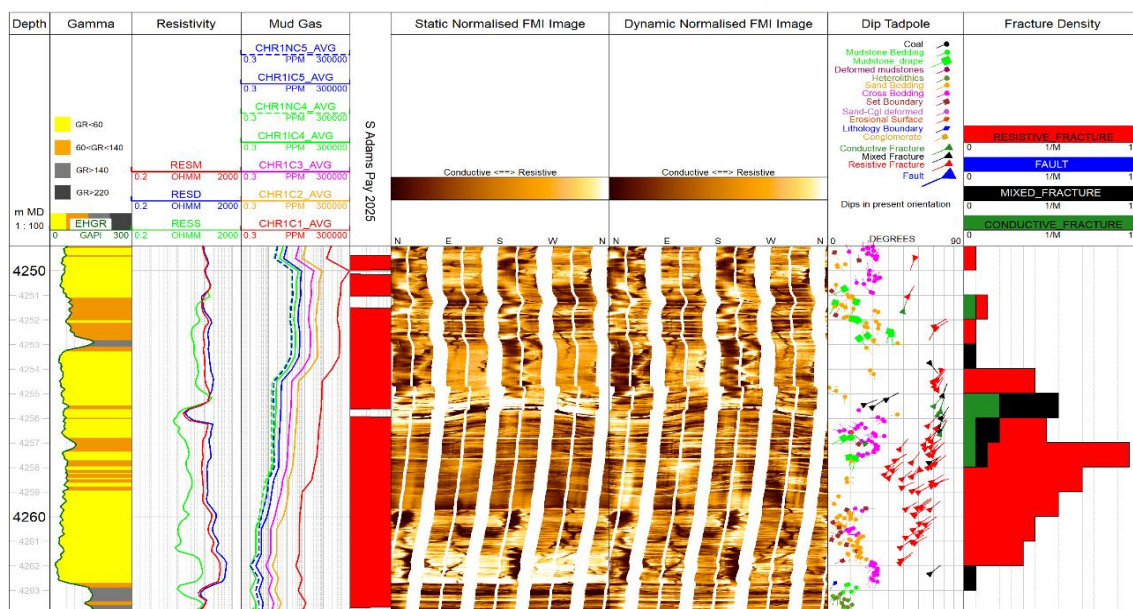 Depth
Gamma
Resistivity
Mud Gas
Static Normalised FMI Image
Dynamic Normalised FMI Image
Dip Tadpole
Fracture Density
m MD
1 : 100
GR<60
60<GR<140
GR>140
GR>220
EHGR
0 GAPI 300
RESM
0.2 OHMM 2000
RESD
0.2 OHMM 2000
RESS
0.2 OHMM 2000
CHR1NC5_AVG
0.3 PPM 300000
CHR1IC5_AVG
0.3 PPM 300000
CHR1NC4_AVG
0.3 PPM 300000
CHR1IC4_AVG
0.3 PPM 300000
CHR1C3_AVG
0.3 PPM 300000
CHR1C2_AVG
0.3 PPM 300000
CHR1C1_AVG
0.3 PPM 300000
S Adams Pay 2025
Conductive <==> Resistive
N E S W N
Conductive <==> Resistive
N E S W N
Coal
Mudstone Bedding
Mudstone_drape
Deformed mudstones
Heterolithics
Sand Bedding
Cross Bedding
Set Boundary
Sand-Cgl deformed
Erosional Surface
Lithology Boundary
Conglomerate
Conductive Fracture
Mixed Fracture
Resistive Fracture
Fault
Dips in present orientation
0 DEGREES 90
RESISTIVE_FRACTURE
0 1/M 1
FAULT
0 1/M 1
MIXED_FRACTURE
0 1/M 1
CONDUCTIVE_FRACTURE
0 1/M 1
4250
4251
4252
4253
4254
4255
4256
4257
4258
4259
4260
4261
4262
4263